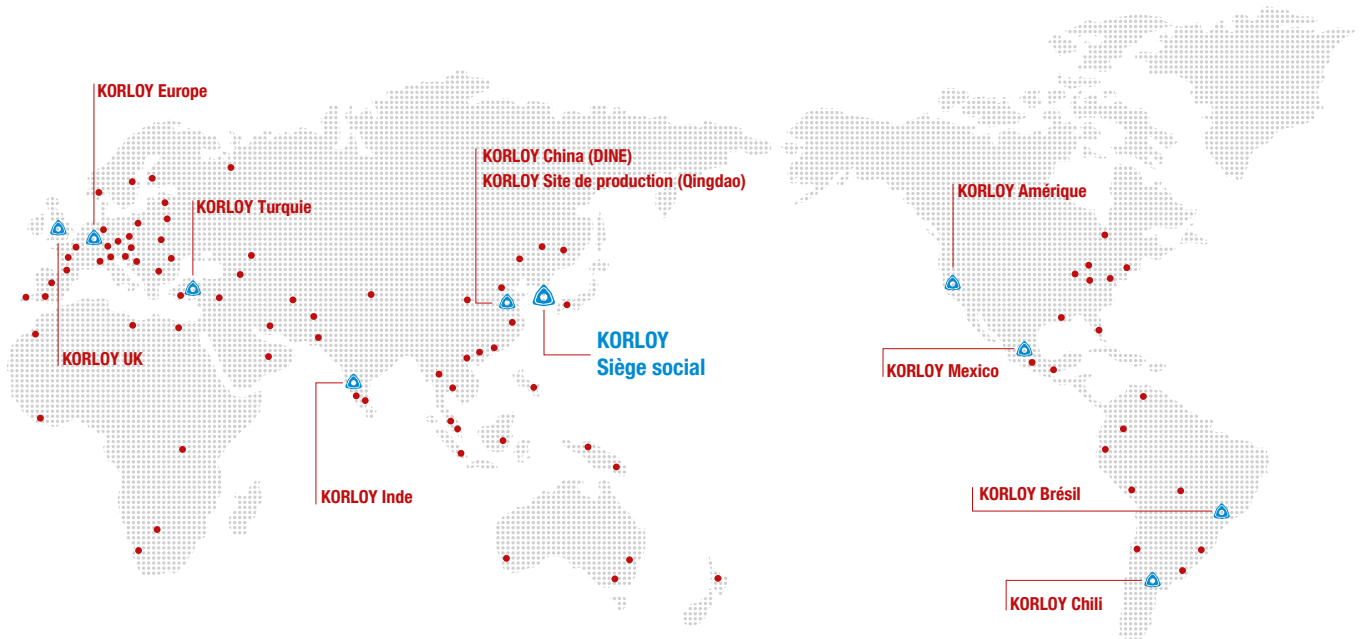 KORLOY Europe
KORLOY China (DINE)
KORLOY Site de production (Qingdao)
KORLOY Amérique
KORLOY Turquie
KORLOY UK
KORLOY
Siège social
KORLOY Mexico
KORLOY Inde
KORLOY Brésil
KORLOY Chili